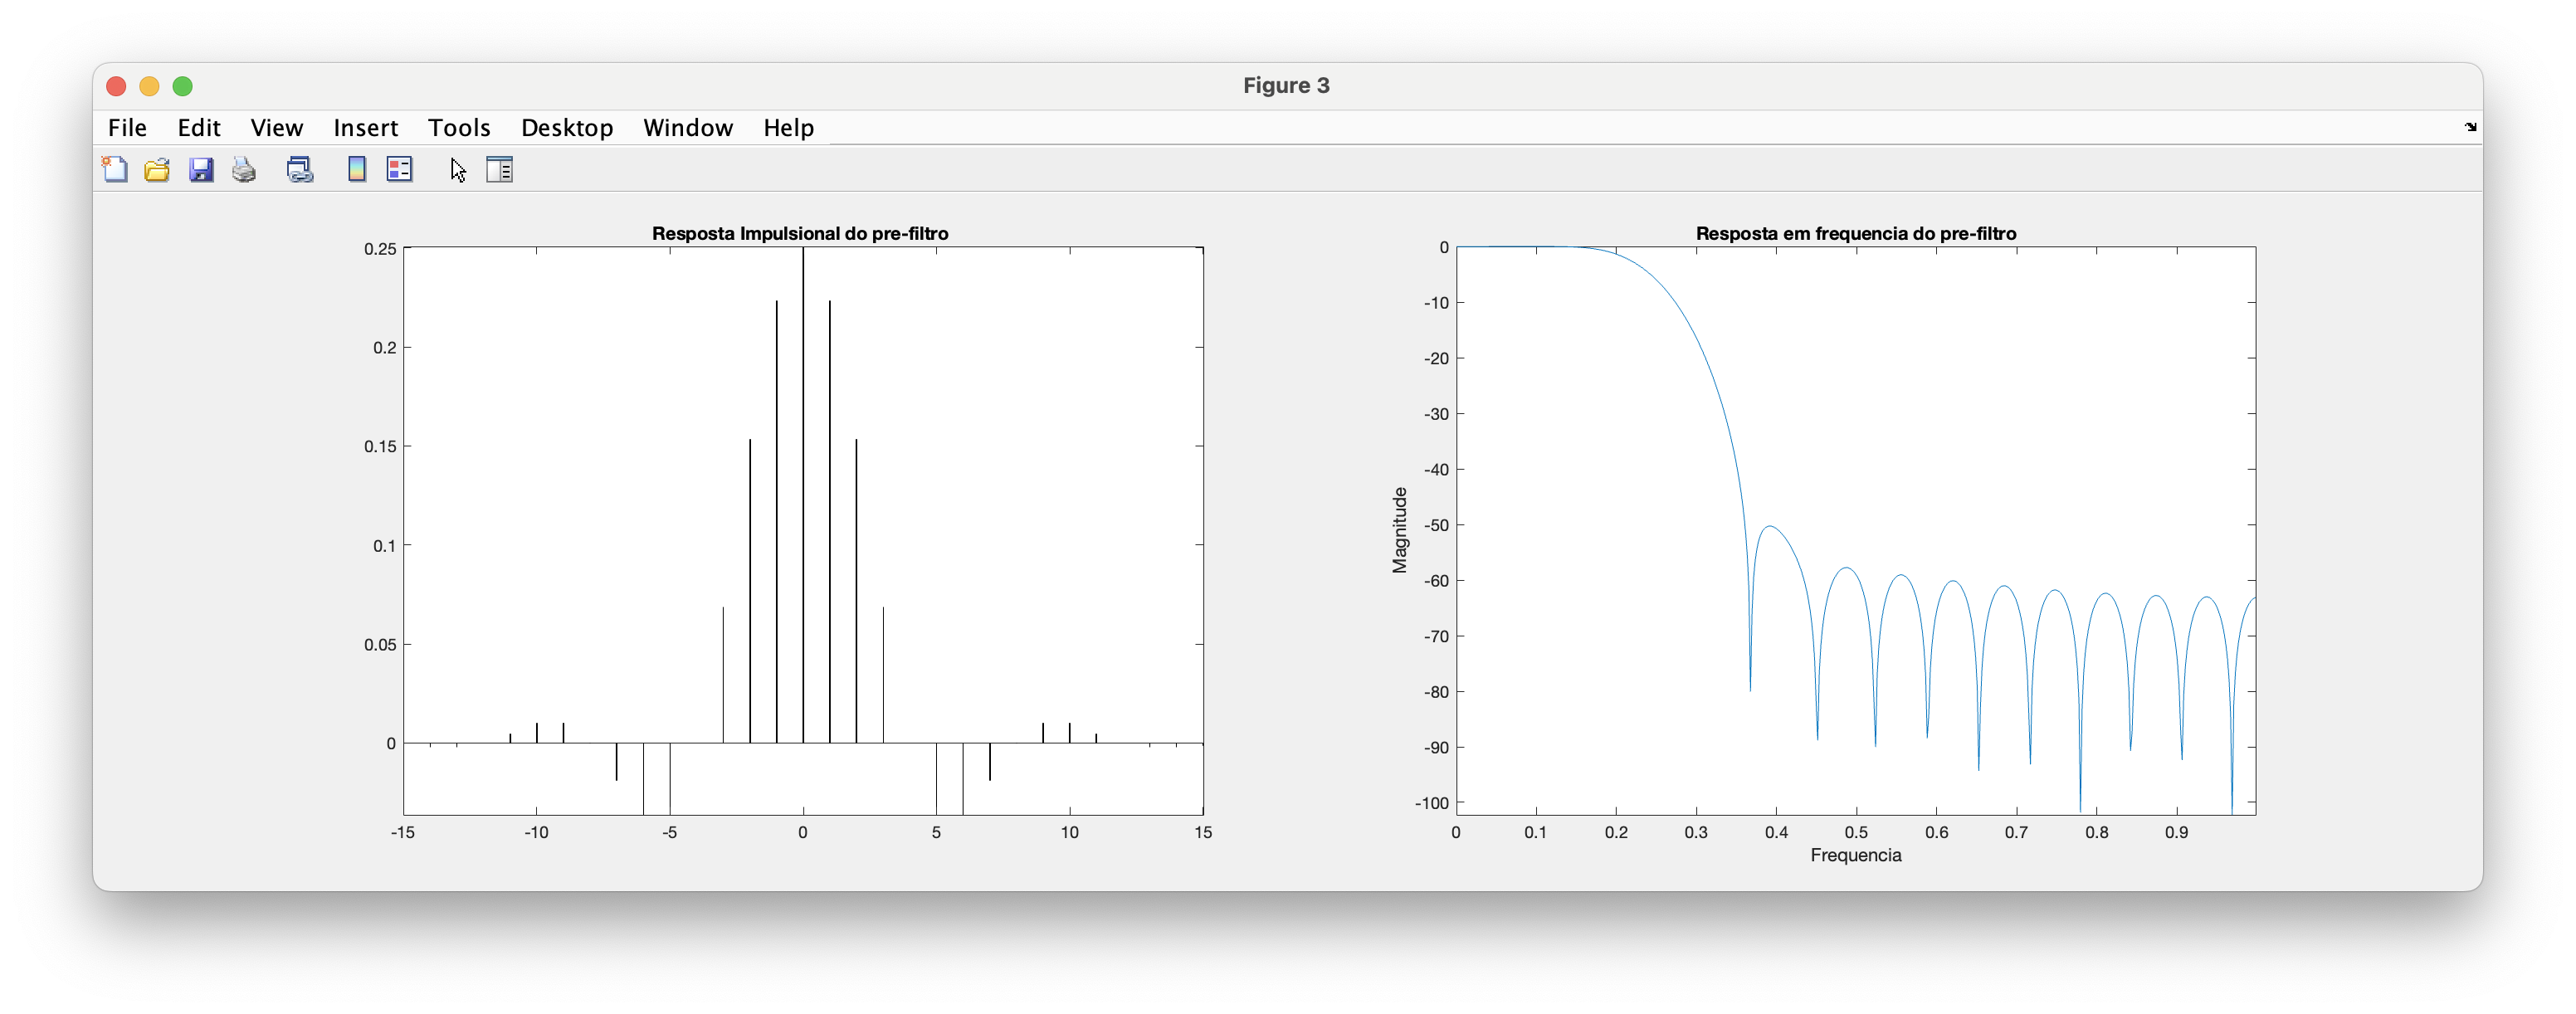 Figure 3
File Edit View Insert Tools Desktop Window Help
Resposta Impulsional do pre-filtro
0.25
0.2
0.15
0.1
0.05
0
-15 -10 -5 0 5 10 15
Resposta em frequencia do pre-filtro
Magnitude
0
-10
-20
-30
-40
-50
-60
-70
-80
-90
-100
0 0.1 0.2 0.3 0.4 0.5 0.6 0.7 0.8 0.9
Frequencia